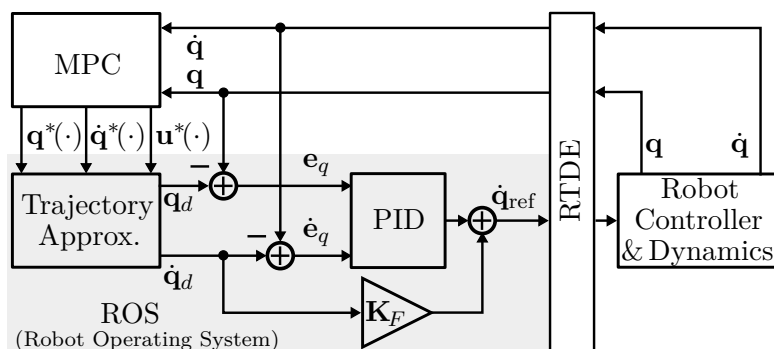 MPC
q̇
q
q*(·) q̇*(·) u*(·)
q
q̇
Trajectory
Approx.
−
q_d
e_q
−
ė_q
q̇_d
PID
q̇_ref
RTDE
Robot
Controller
& Dynamics
K_F
ROS
(Robot Operating System)